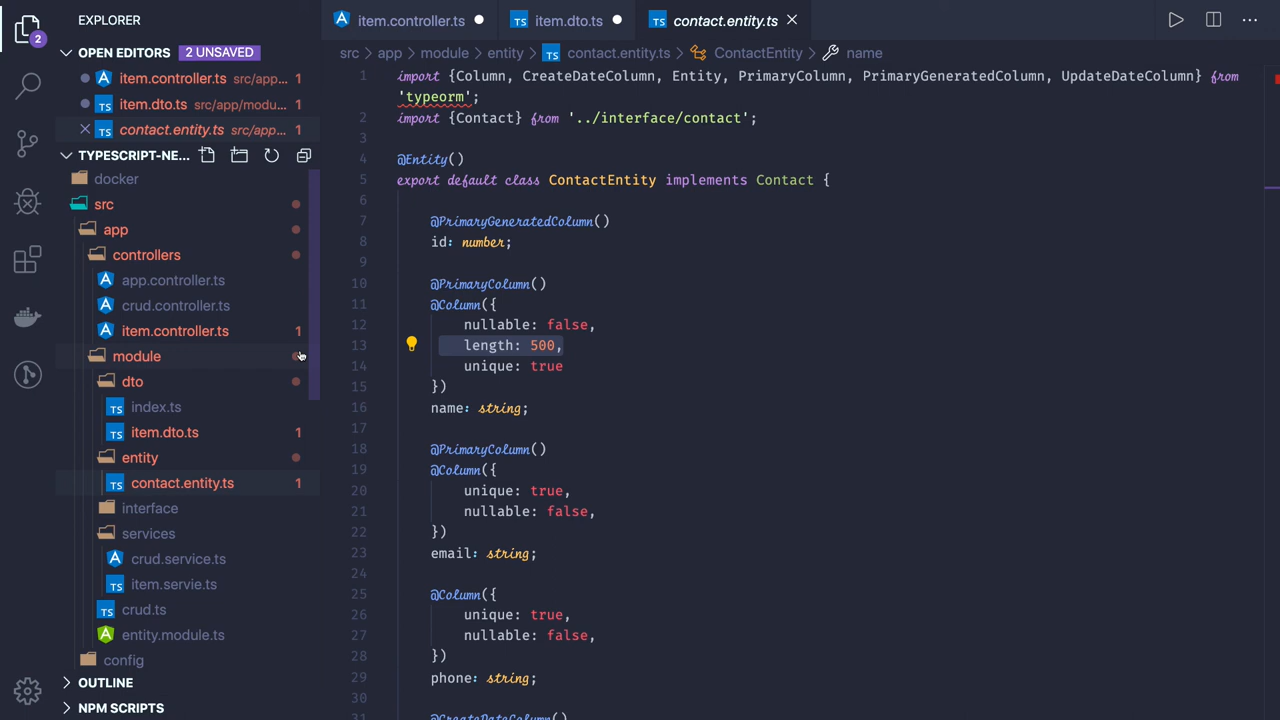 EXPLORER
OPEN EDITORS 2 UNSAVED
item.controller.ts src/app... 1
item.dto.ts src/app/modu... 1
contact.entity.ts src/app... 1
TYPESCRIPT-NE...
docker
src
app
controllers
app.controller.ts
crud.controller.ts
item.controller.ts 1
module
dto
index.ts
item.dto.ts 1
entity
contact.entity.ts 1
interface
services
crud.service.ts
item.servie.ts
crud.ts
entity.module.ts
config
OUTLINE
NPM SCRIPTS
2
item.controller.ts
TS item.dto.ts
TS contact.entity.ts
src > app > module > entity > TS contact.entity.ts > ContactEntity > name
1 import {Column, CreateDateColumn, Entity, PrimaryColumn, PrimaryGeneratedColumn, UpdateDateColumn} from
'typeorm';
2 import {Contact} from '../interface/contact';
3
4 @Entity()
5 export default class ContactEntity implements Contact {
6
7 @PrimaryGeneratedColumn()
8 id: number;
9
10 @PrimaryColumn()
11 @Column({
12 nullable: false,
13 length: 500,
14 unique: true
15 })
16 name: string;
17
18 @PrimaryColumn()
19 @Column({
20 unique: true,
21 nullable: false,
22 })
23 email: string;
24
25 @Column({
26 unique: true,
27 nullable: false,
28 })
29 phone: string;
30
31 @CreateDateColumn()